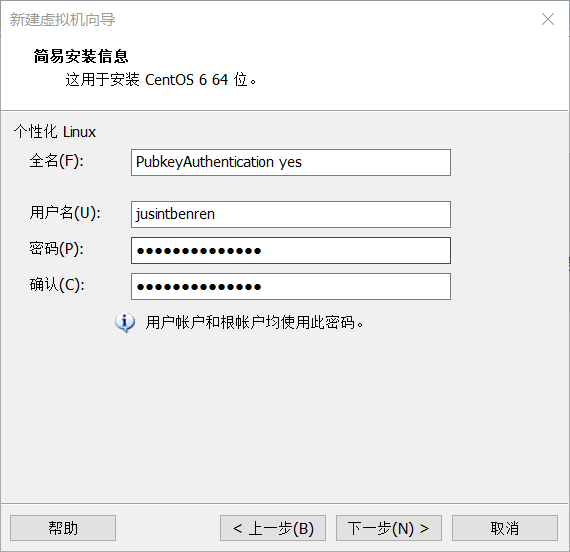 新建虚拟机向导
简易安装信息
这用于安装 CentOS 6 64 位。
个性化 Linux
全名(F): PubkeyAuthentication yes
用户名(U): jusintbenren
密码(P): ●●●●●●●●●●●●●●
确认(C): ●●●●●●●●●●●●●●
用户帐户和根帐户均使用此密码。
帮助 < 上一步(B) 下一步(N) > 取消